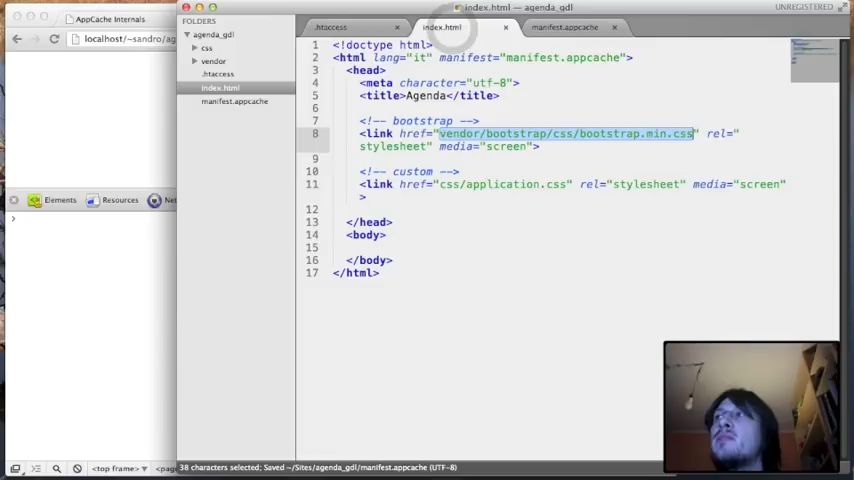 AppCache Internals
localhost/~sandro/ag
Elements
Resources
Net
<top frame>
<pag
index.html — agenda_gdl
UNREGISTERED
FOLDERS
agenda_gdl
css
vendor
.htaccess
index.html
manifest.appcache
.htaccess
index.html
manifest.appcache
1 <!doctype html>
2 <html lang="it" manifest="manifest.appcache">
3 <head>
4 <meta character="utf-8">
5 <title>Agenda</title>
6
7 <!-- bootstrap -->
8 <link href="vendor/bootstrap/css/bootstrap.min.css" rel="
stylesheet" media="screen">
9
10 <!-- custom -->
11 <link href="css/application.css" rel="stylesheet" media="screen"
>
12
13 </head>
14 <body>
15
16 </body>
17 </html>
38 characters selected; Saved ~/Sites/agenda_gdl/manifest.appcache (UTF-8)